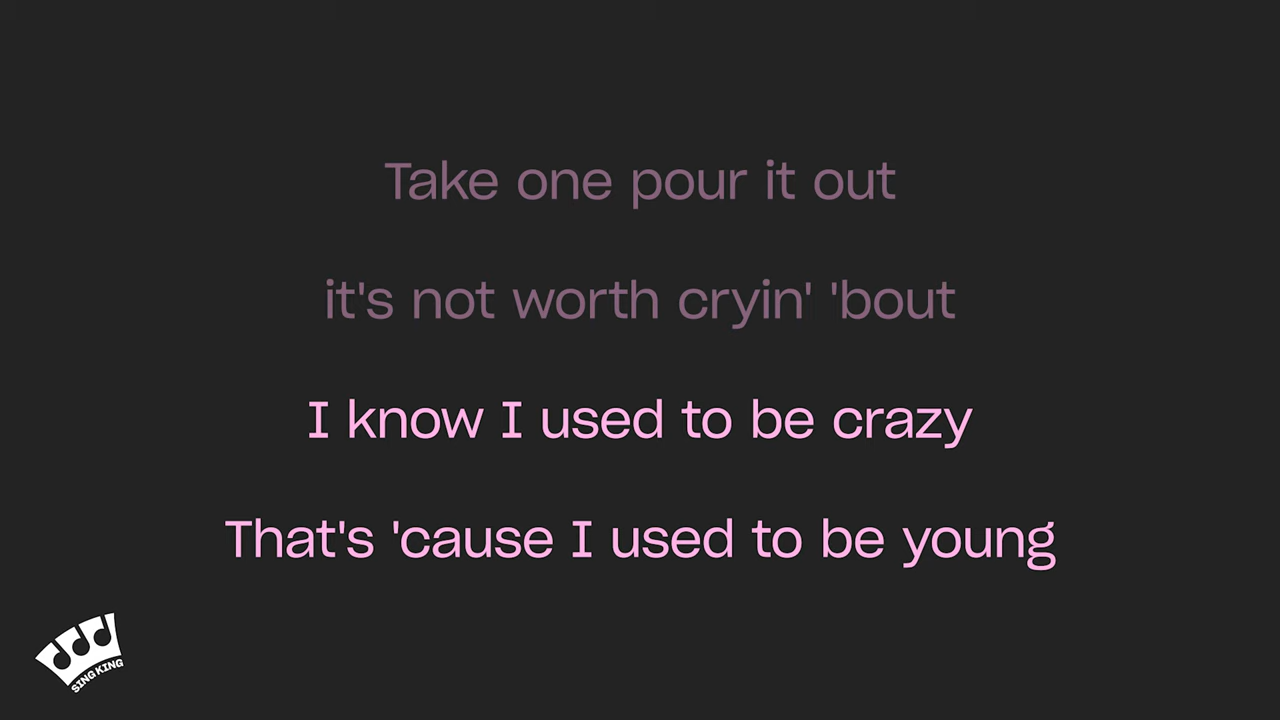 Take one pour it out
it's not worth cryin' 'bout
I know I used to be crazy
That's 'cause I used to be young
SING KING